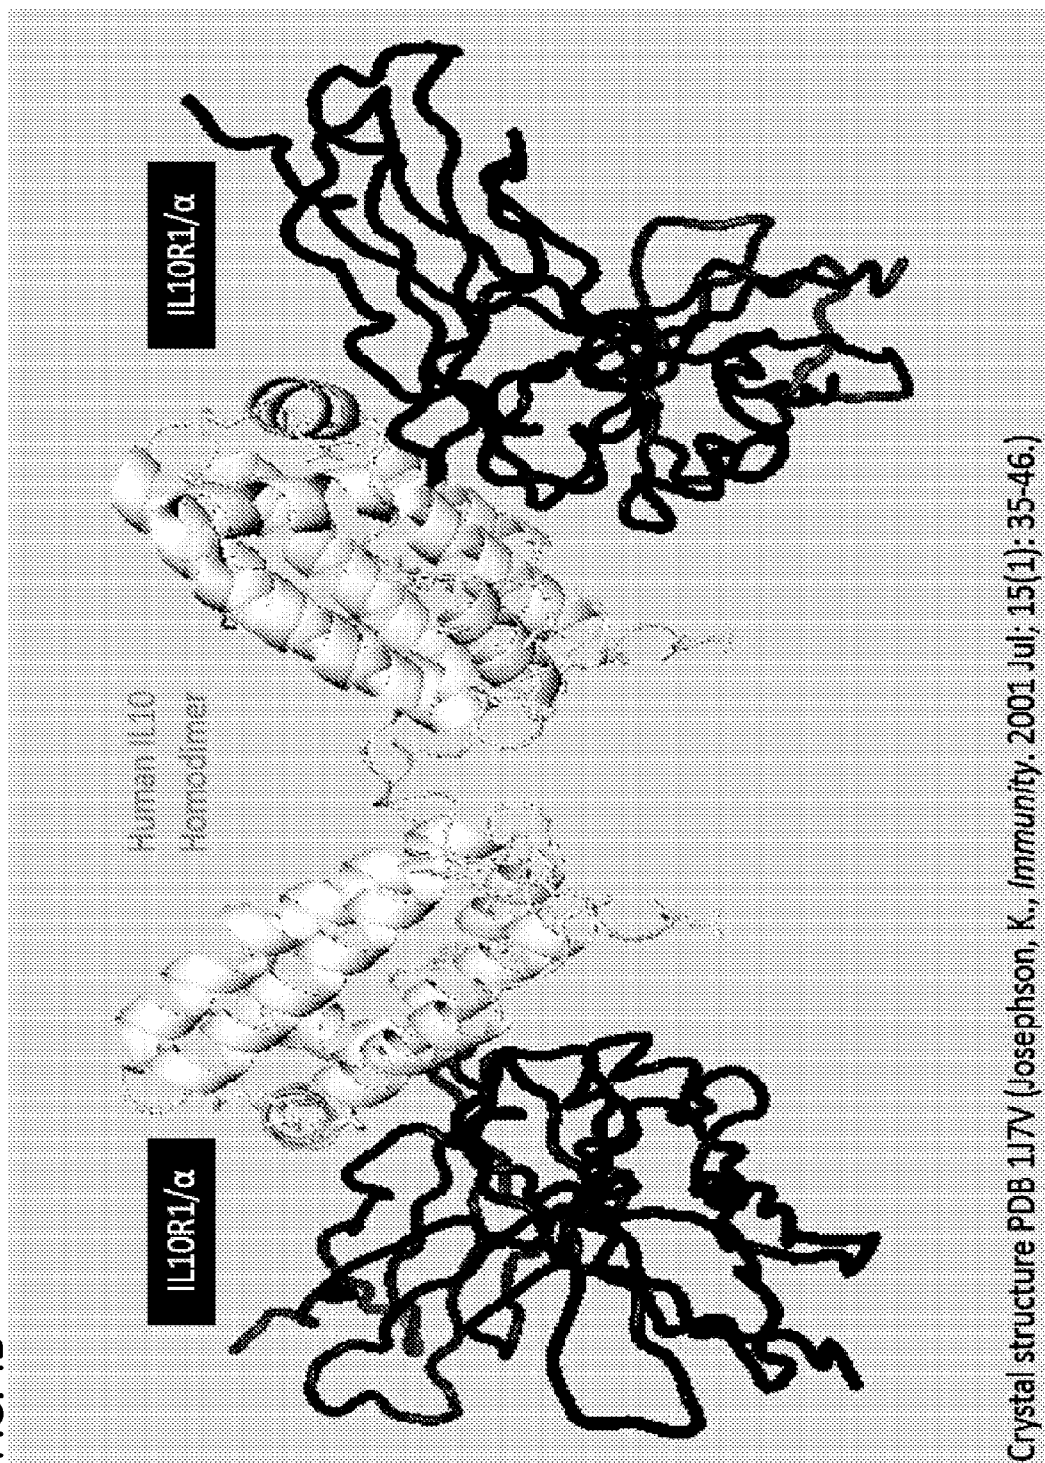 Human IL10
Homodimer
IL10R1/α
IL10R1/α
Crystal structure PDB 1J7V (Josephson, K., Immunity. 2001 Jul; 15(1): 35-46.)